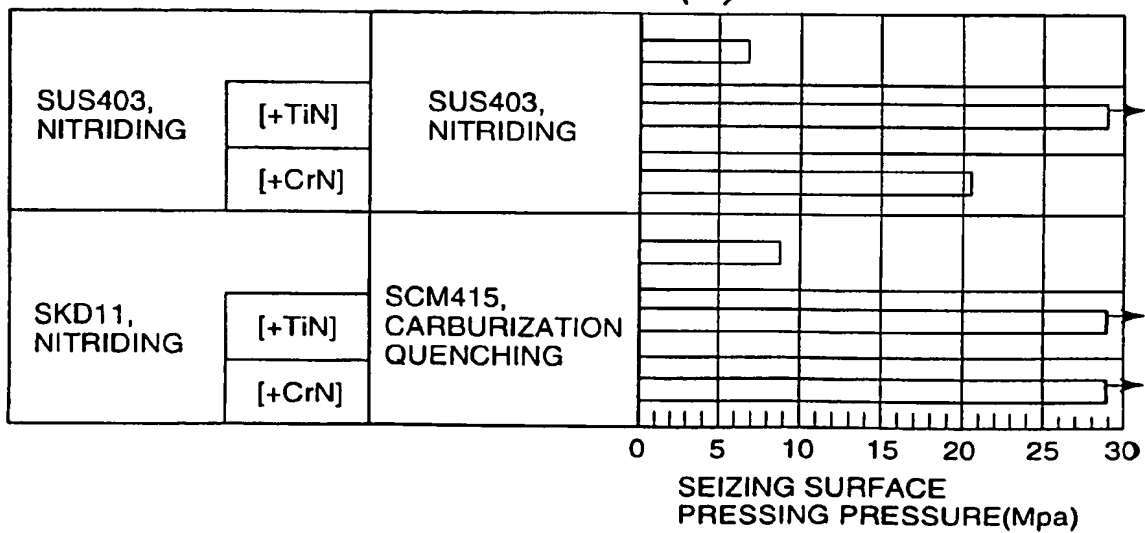 SUS403,
NITRIDING
[+TiN]
[+CrN]
SUS403,
NITRIDING
SKD11,
NITRIDING
[+TiN]
[+CrN]
SCM415,
CARBURIZATION
QUENCHING
0 5 10 15 20 25 30
SEIZING SURFACE
PRESSING PRESSURE(Mpa)